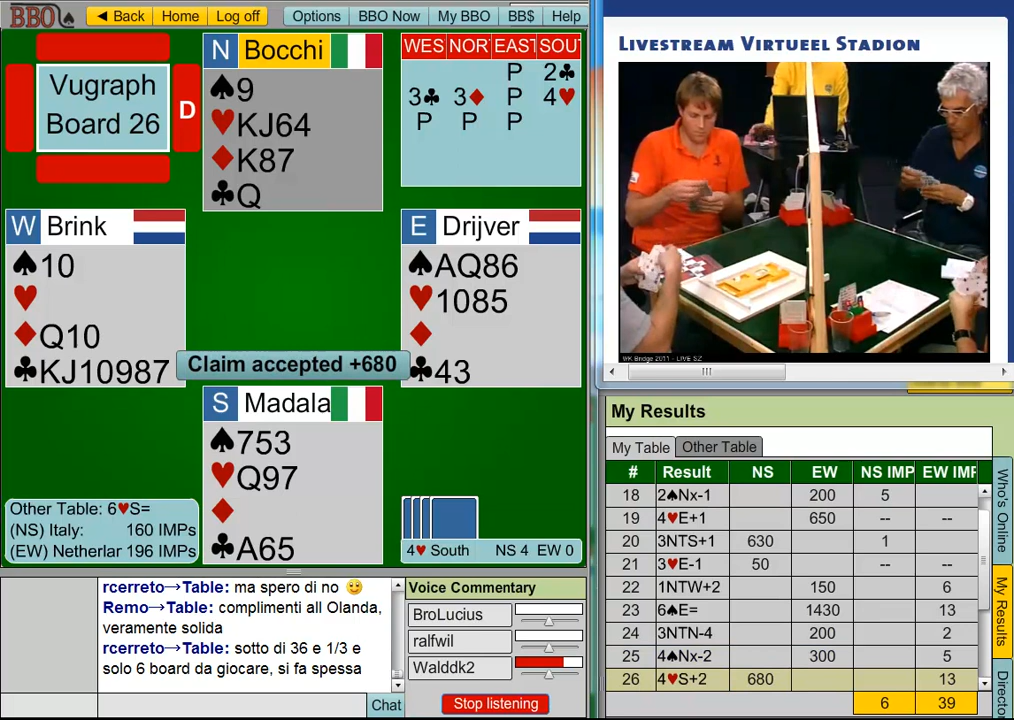 BBO
◄ Back Home Log off Options BBO Now My BBO BB$ Help
Vugraph
Board 26
D
N Bocchi
♠9
♥KJ64
♦K87
♣Q
WES NOR EAST SOU
P 2♣
3♣ 3♦ P 4♥
P P P
W Brink
♠10
♥
♦Q10
♣KJ10987
E Drijver
♠AQ86
♥1085
♦
♣43
Claim accepted +680
S Madala
♠753
♥Q97
♦
♣A65
Other Table: 6♥S=
(NS) Italy: 160 IMPs
(EW) Netherlar 196 IMPs
4♥ South NS 4 EW 0
rcerreto→Table: ma spero di no
Remo→Table: complimenti all Olanda,
veramente solida
rcerreto→Table: sotto di 36 e 1/3 e
solo 6 board da giocare, si fa spessa
Chat
Voice Commentary
BroLucius
ralfwil
Walddk2
Stop listening
Livestream Virtueel Stadion
WK Bridge 2011 - LIVE SZ
My Results
My Table Other Table
# Result NS EW NS IMP EW IMF
18 2♠Nx-1 200 5
19 4♥E+1 650 -- --
20 3NTS+1 630 1
21 3♥E-1 50 -- --
22 1NTW+2 150 6
23 6♠E= 1430 13
24 3NTN-4 200 2
25 4♠Nx-2 300 5
26 4♥S+2 680 13
6 39
Who's Online
My Results
Director